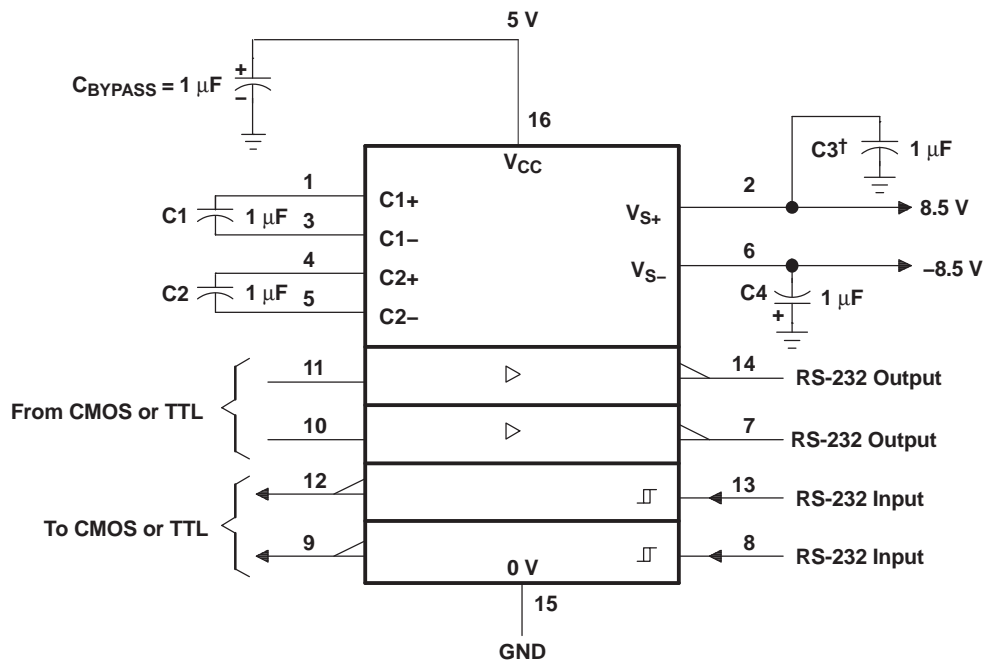 5 V
CBYPASS = 1 μF
+
−
16
VCC
C3†
1 μF
1
C1+
2
C1
1 μF
VS+
8.5 V
3
C1−
4
6
C2+
VS−
−8.5 V
C2
1 μF
5
C2−
C4
1 μF
+
11
14
RS-232 Output
From CMOS or TTL
10
7
RS-232 Output
12
13
RS-232 Input
To CMOS or TTL
9
8
RS-232 Input
0 V
15
GND